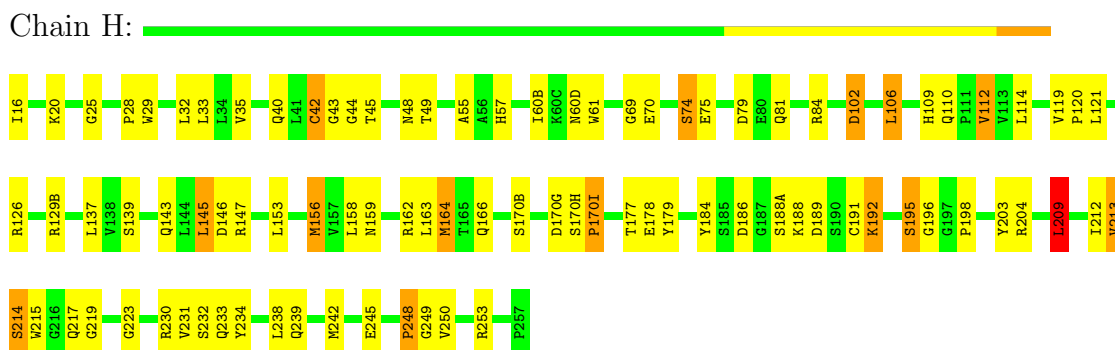 Chain H:
I16 K20 G25 P28 W29 L32 L33 L34 V35 Q40 L41 C42 G43 G44 T45 N48 T49 A55 A56 H57 I60B K60C N60D W61 G69 E70 S74 E75 D79 E80 Q81 R84 D102 L106 H109 Q110 P111 V112 V113 L114 V119 P120 L121
R126 R129B L137 V138 S139 Q143 L144 L145 D146 R147 L153 M156 V157 L158 N159 R162 L163 M164 T165 Q166 S170B D170G S170H P170I T177 E178 Y179 Y184 S185 D186 G187 S188A K188 D189 S190 C191 K192 S195 G196 G197 P198 Y203 R204 L209 I212 V213
S214 W215 G216 Q217 G219 G223 R230 V231 S232 Q233 Y234 L238 Q239 M242 E245 P248 G249 V250 R253 P257